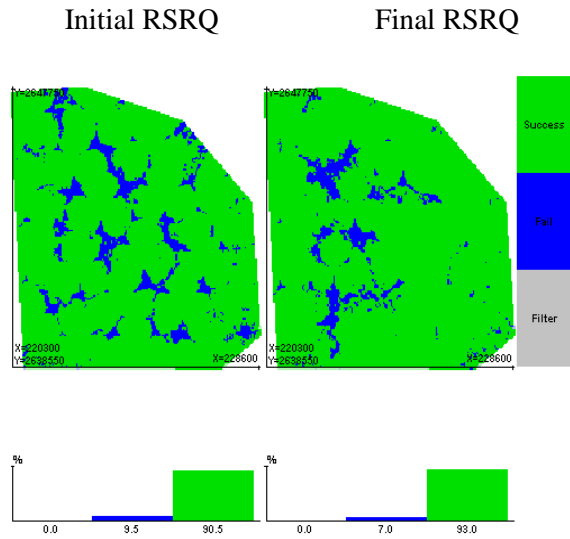 Initial RSRQ
Final RSRQ
Y=2647750
Y=2647750
Success
Fail
Filter
X=220300
Y=2638550
X=228600
X=220300
Y=2638550
X=228600
%
0.0 9.5 90.5
%
0.0 7.0 93.0